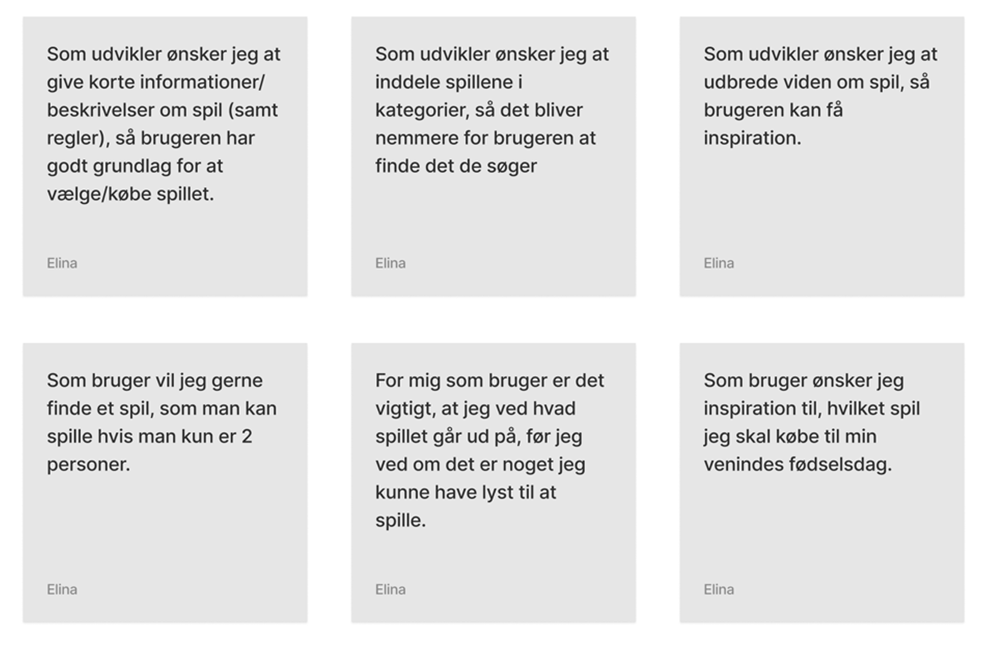 Som udvikler ønsker jeg at
give korte informationer/
beskrivelser om spil (samt
regler), så brugeren har
godt grundlag for at
vælge/købe spillet.
Elina
Som udvikler ønsker jeg at
inddele spillene i
kategorier, så det bliver
nemmere for brugeren at
finde det de søger
Elina
Som udvikler ønsker jeg at
udbrede viden om spil, så
brugeren kan få
inspiration.
Elina
Som bruger vil jeg gerne
finde et spil, som man kan
spille hvis man kun er 2
personer.
Elina
For mig som bruger er det
vigtigt, at jeg ved hvad
spillet går ud på, før jeg
ved om det er noget jeg
kunne have lyst til at
spille.
Elina
Som bruger ønsker jeg
inspiration til, hvilket spil
jeg skal købe til min
venindes fødselsdag.
Elina